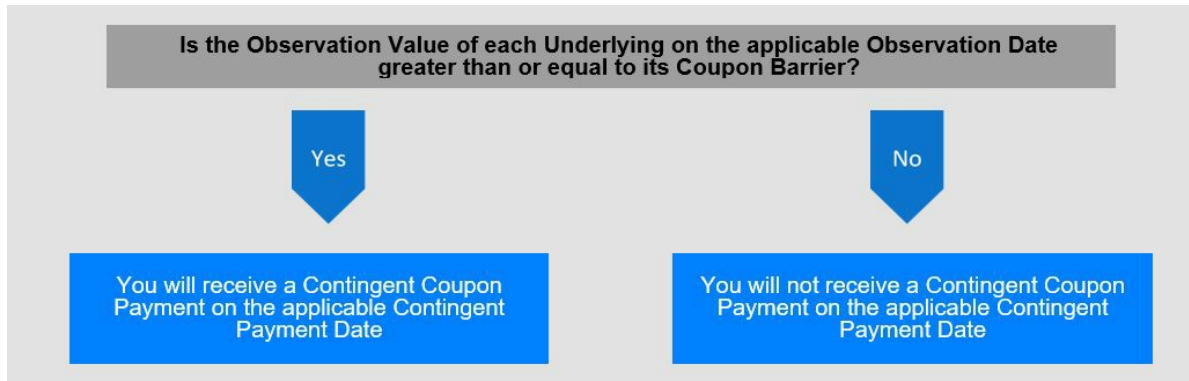 Is the Observation Value of each Underlying on the applicable Observation Date
greater than or equal to its Coupon Barrier?
Yes
No
You will receive a Contingent Coupon
Payment on the applicable Contingent
Payment Date
You will not receive a Contingent Coupon
Payment on the applicable Contingent
Payment Date